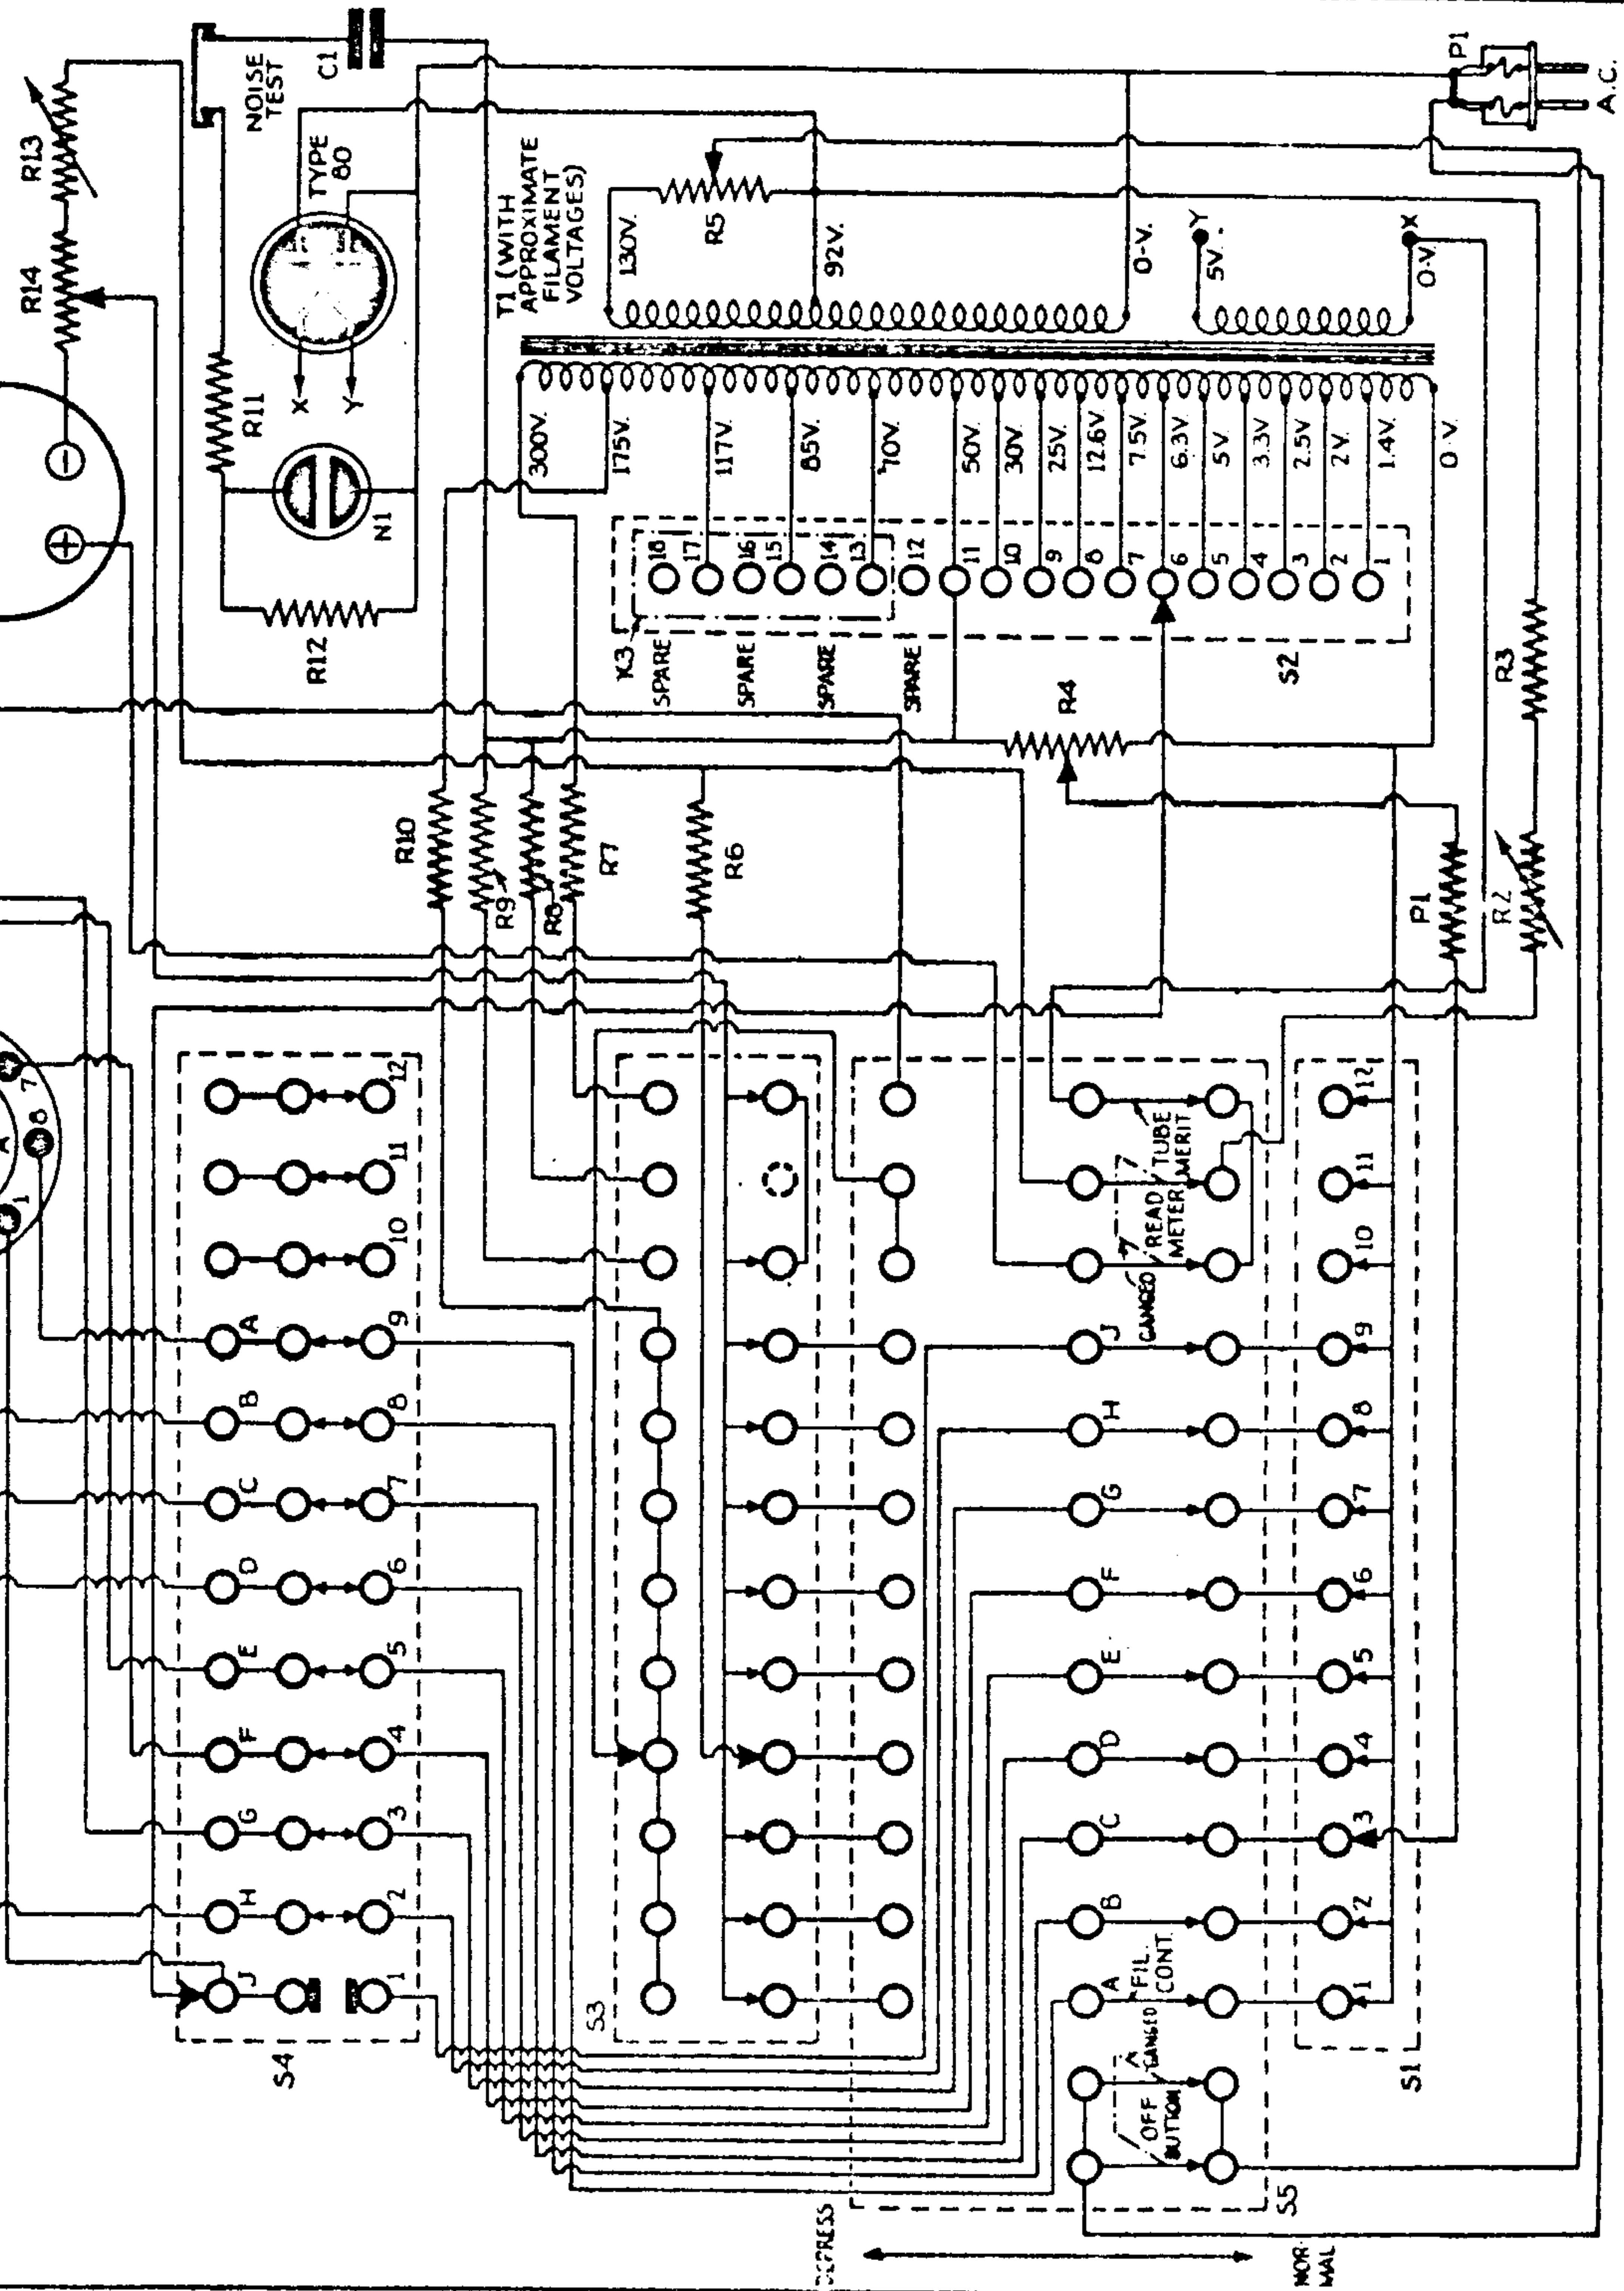 R13
R14
NOISE
TEST
C1
TYPE
80
R11
X
Y
N1
R12
P1
A.C.
T1 (WITH
APPROXIMATE
FILAMENT
VOLTAGES)
130V.
R5
92V.
0-V.
5V.
Y
0-V.
X
300V.
175V.
117V.
85V.
70V.
50V.
30V.
25V.
12.6V.
7.5V.
6.3V.
5V.
3.3V.
2.5V.
2V.
1.4V.
0-V.
18
17
16
15
14
13
12
11
10
9
8
7
6
5
4
3
2
1
K3
SPARE
SPARE
SPARE
SPARE
S2
R4
R3
R10
R9
R8
R7
R6
P1
R2
A
7
8
1
12
11
10
A
9
B
8
C
7
D
6
E
5
F
4
G
3
H
2
J
1
S4
S3
TUBE
MERIT
READ
METER
GANGED
J
H
G
F
E
D
C
B
A
FIL.
CONT.
GANGED
OFF
BUTTON
S5
12
11
10
9
8
7
6
5
4
3
2
1
S1
DEPRESS
NOR-
MAL